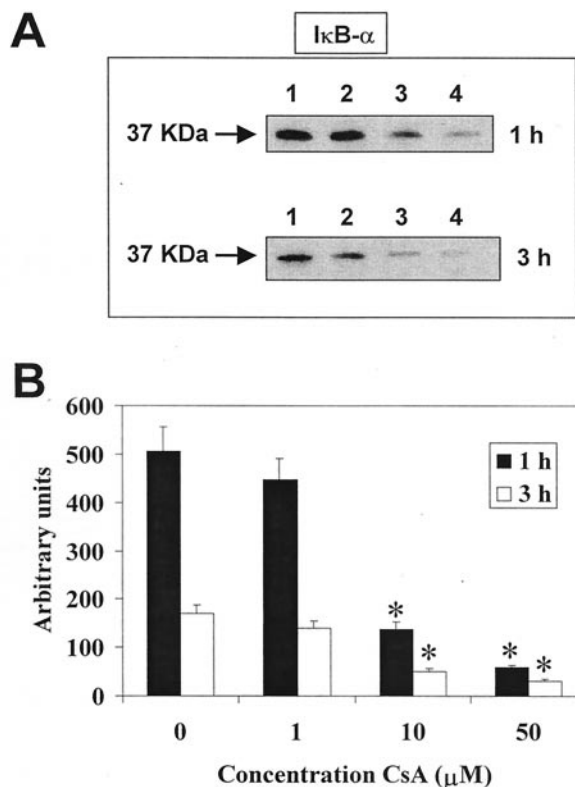 A
IκB-α
1 2 3 4
37 KDa 1 h
1 2 3 4
37 KDa 3 h
B
600
500
400
300
200
100
0
Arbitrary units
1 h
3 h
* * * *
0 1 10 50
Concentration CsA (μM)